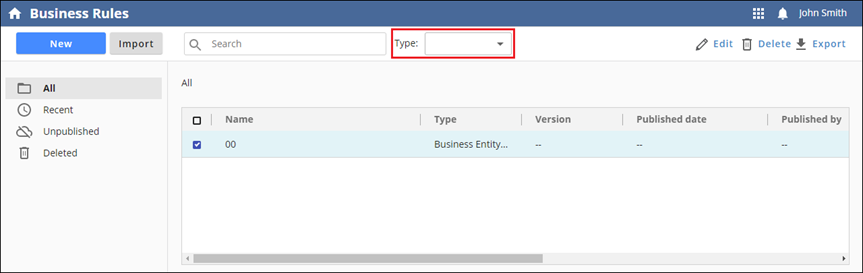 Business Rules John Smith
New Import Search Type: Edit Delete Export
All All
Recent
Unpublished
Deleted
Name Type Version Published date Published by
00 Business Entity... -- -- --